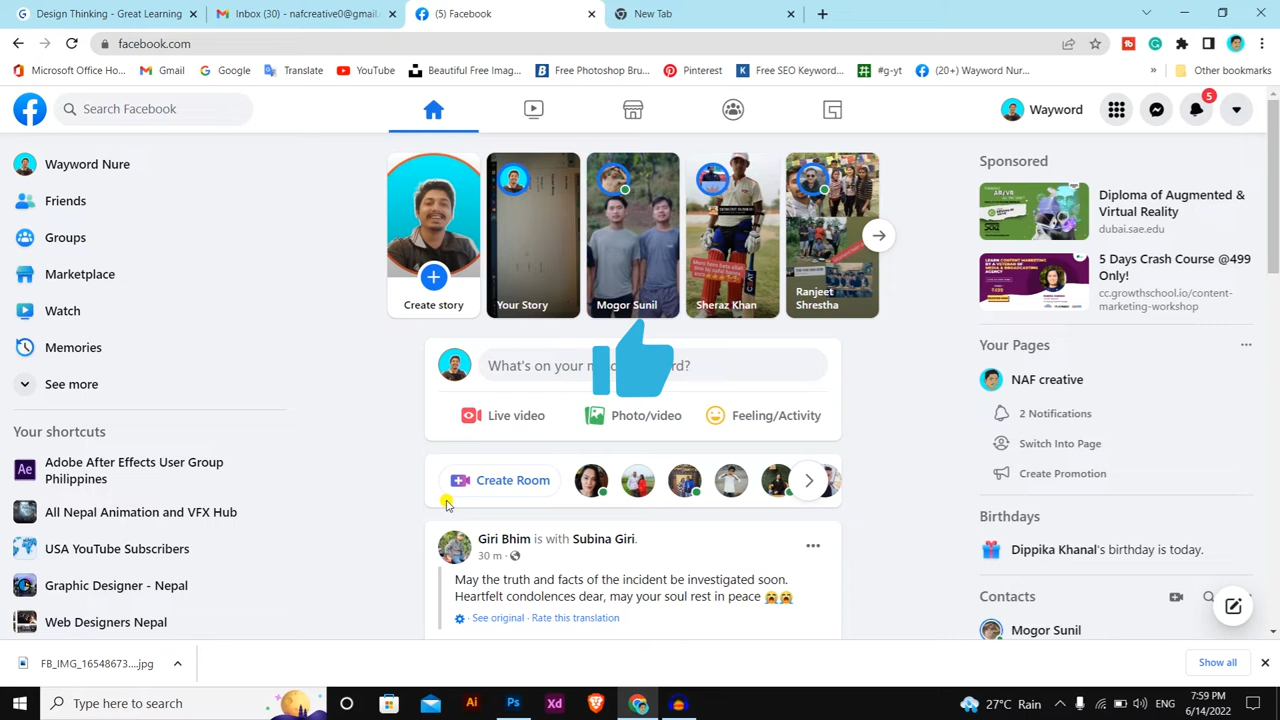 Design Thinking - Great Learning
Inbox (30) - nafcreative0@gmail.
(5) Facebook
New Tab
facebook.com
Microsoft Office Ho...
Gmail
Google
Translate
YouTube
Beautiful Free Imag...
Free Photoshop Bru...
Pinterest
Free SEO Keyword...
#g-yt
(20+) Wayword Nur...
»
Other bookmarks
Search Facebook
Wayword
5
Wayword Nure
Friends
Groups
Marketplace
Watch
Memories
See more
Your shortcuts
Ae
Adobe After Effects User Group
Philippines
All Nepal Animation and VFX Hub
USA YouTube Subscribers
Graphic Designer - Nepal
Web Designers Nepal
Create story
Your Story
Mogor Sunil
Sheraz Khan
Ranjeet
Shrestha
What's on your
rd?
Live video
Photo/video
Feeling/Activity
Create Room
Giri Bhim is with Subina Giri.
30 m ·
May the truth and facts of the incident be investigated soon.
Heartfelt condolences dear, may your soul rest in peace 😭😭
· See original · Rate this translation
Sponsored
Diploma of Augmented &
Virtual Reality
dubai.sae.edu
5 Days Crash Course @499
Only!
cc.growthschool.io/content-
marketing-workshop
Your Pages
NAF creative
2 Notifications
Switch Into Page
Create Promotion
Birthdays
Dippika Khanal's birthday is today.
Contacts
Mogor Sunil
FB_IMG_16548673....jpg
Show all
Type here to search
Ai
Ps
Xd
27°C Rain
ENG
7:59 PM
6/14/2022